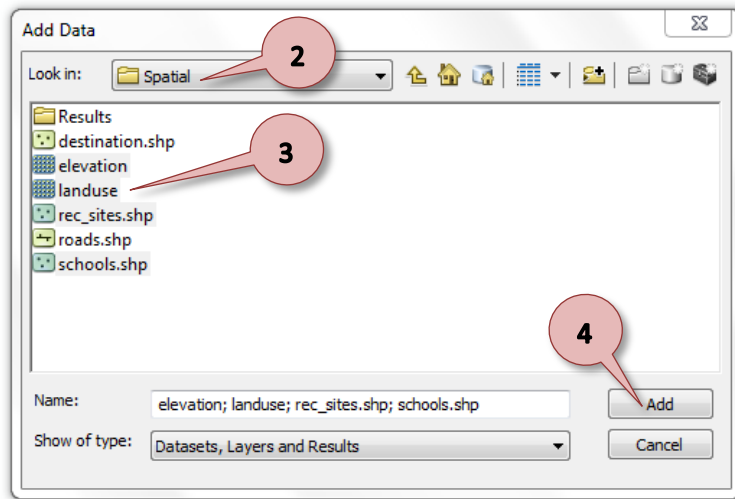 Add Data
2
Look in: Spatial
Results
destination.shp
elevation
3
landuse
rec_sites.shp
roads.shp
schools.shp
4
Name: elevation; landuse; rec_sites.shp; schools.shp Add
Show of type: Datasets, Layers and Results Cancel